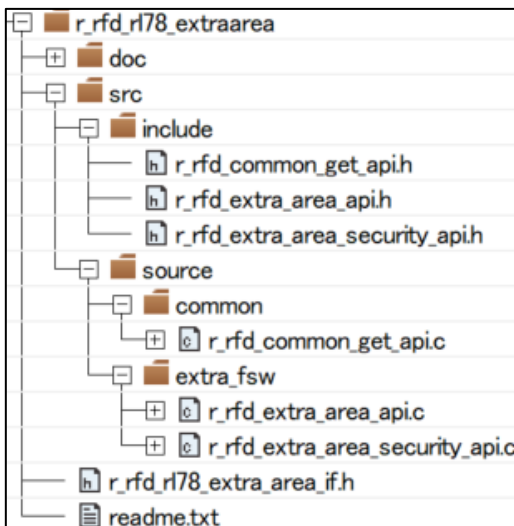 r_rfd_rl78_extraarea
doc
src
include
r_rfd_common_get_api.h
r_rfd_extra_area_api.h
r_rfd_extra_area_security_api.h
source
common
r_rfd_common_get_api.c
extra_fsw
r_rfd_extra_area_api.c
r_rfd_extra_area_security_api.c
r_rfd_rl78_extra_area_if.h
readme.txt